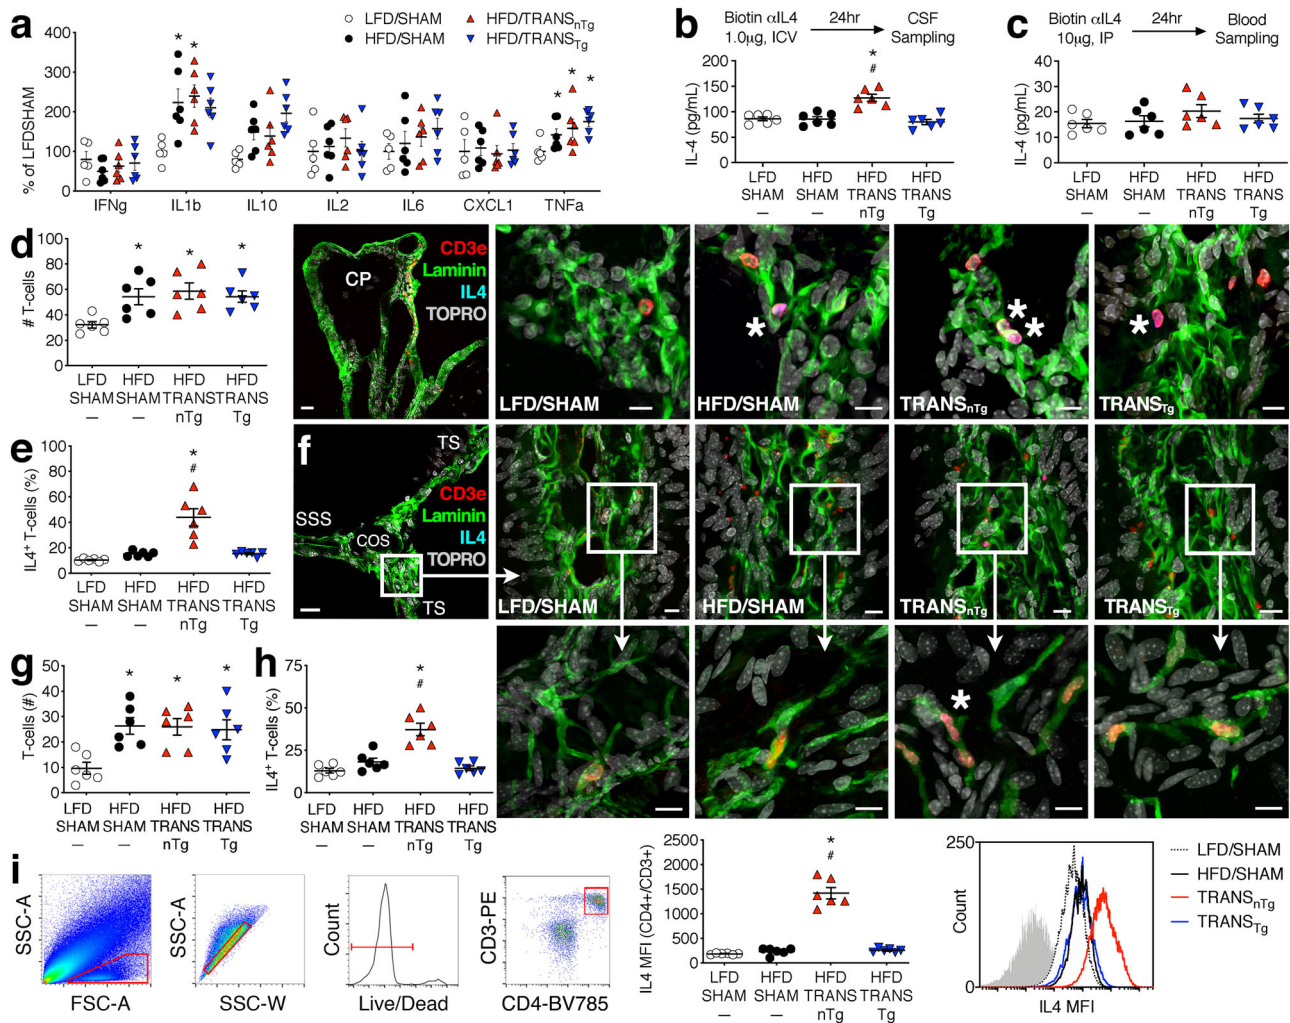 a
LFD/SHAM
HFD/TRANSnTg
HFD/SHAM
HFD/TRANSTg
% of LFDSHAM
400
300
200
100
0
*
*
*
*
*
IFNg
IL1b
IL10
IL2
IL6
CXCL1
TNFa
b
Biotin αIL4
1.0µg, ICV
24hr
CSF
Sampling
IL-4 (pg/mL)
200
150
100
50
0
*
#
LFD
SHAM
—
HFD
SHAM
—
HFD
TRANS
nTg
HFD
TRANS
Tg
c
Biotin αIL4
10µg, IP
24hr
Blood
Sampling
IL-4 (pg/mL)
40
30
20
10
0
LFD
SHAM
—
HFD
SHAM
—
HFD
TRANS
nTg
HFD
TRANS
Tg
d
# T-cells
100
80
60
40
20
0
*
*
*
LFD
SHAM
—
HFD
SHAM
—
HFD
TRANS
nTg
HFD
TRANS
Tg
CP
CD3e
Laminin
IL4
TOPRO
LFD/SHAM
*
HFD/SHAM
*
*
TRANSnTg
*
TRANSTg
e
IL4+ T-cells (%)
100
80
60
40
20
0
*
#
LFD
SHAM
—
HFD
SHAM
—
HFD
TRANS
nTg
HFD
TRANS
Tg
f
TS
CD3e
Laminin
IL4
TOPRO
SSS
COS
TS
LFD/SHAM
HFD/SHAM
TRANSnTg
TRANSTg
*
g
T-cells (#)
50
40
30
20
10
0
*
*
*
LFD
SHAM
—
HFD
SHAM
—
HFD
TRANS
nTg
HFD
TRANS
Tg
h
IL4+ T-cells (%)
75
50
25
0
*
#
LFD
SHAM
—
HFD
SHAM
—
HFD
TRANS
nTg
HFD
TRANS
Tg
i
SSC-A
FSC-A
SSC-A
SSC-W
Count
Live/Dead
CD3-PE
CD4-BV785
IL4 MFI (CD4+/CD3+)
2500
2000
1500
1000
500
0
*
#
LFD
SHAM
—
HFD
SHAM
—
HFD
TRANS
nTg
HFD
TRANS
Tg
250
Count
0
IL4 MFI
LFD/SHAM
HFD/SHAM
TRANSnTg
TRANSTg